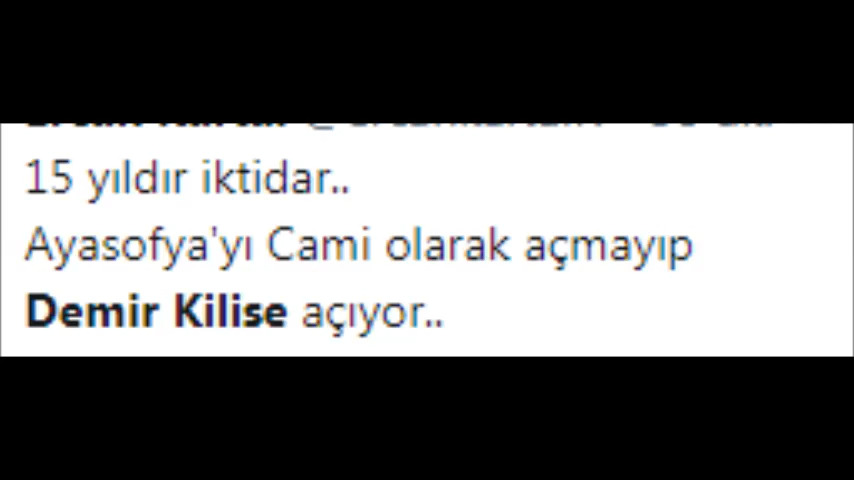 15 yıldır iktidar..
Ayasofya'yı Cami olarak açmayıp
Demir Kilise açıyor..